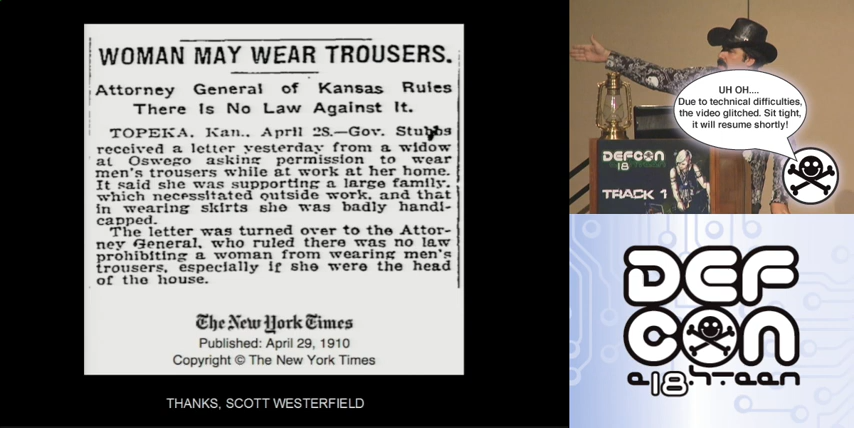 WOMAN MAY WEAR TROUSERS.
Attorney General of Kansas Rules
There Is No Law Against It.
TOPEKA, Kan., April 28.—Gov. Stubbs
received a letter yesterday from a widow
at Oswego asking permission to wear
men's trousers while at work at her home.
It said she was supporting a large family,
which necessitated outside work, and that
in wearing skirts she was badly handi-
capped.
The letter was turned over to the Attor-
ney General, who ruled there was no law
prohibiting a woman from wearing men's
trousers, especially if she were the head
of the house.
The New York Times
Published: April 29, 1910
Copyright © The New York Times
THANKS, SCOTT WESTERFIELD
UH OH....
Due to technical difficulties,
the video glitched. Sit tight,
it will resume shortly!
DEFCON
18
TRACK 1
DEF
CON
18